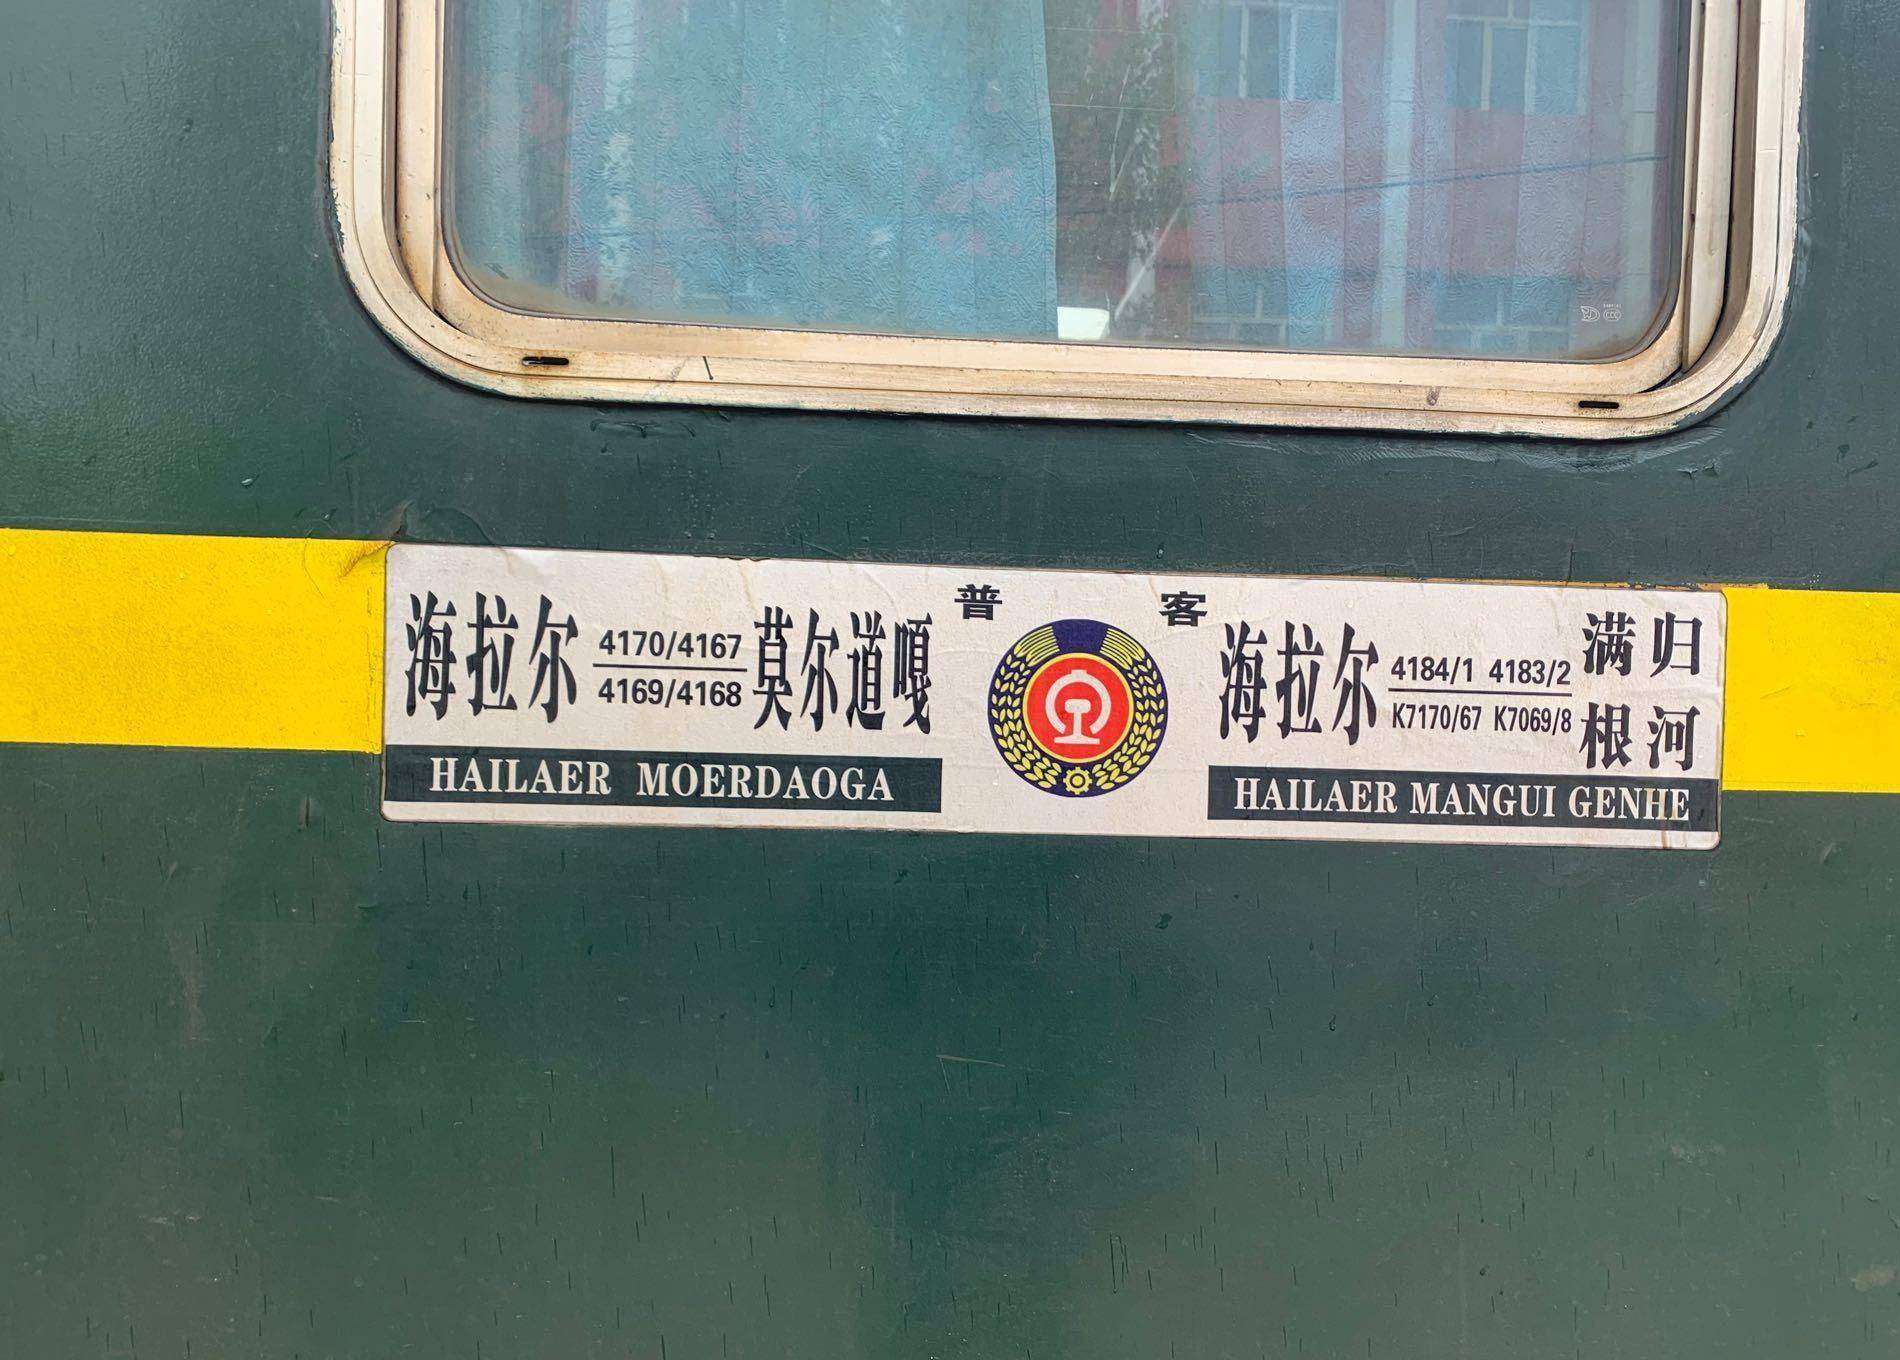 普 客
海拉尔 4170/4167 莫尔道嘎
4169/4168
HAILAER MOERDAOGA
海拉尔 4184/1 4183/2 满归
K7170/67 K7069/8 根河
HAILAER MANGUI GENHE